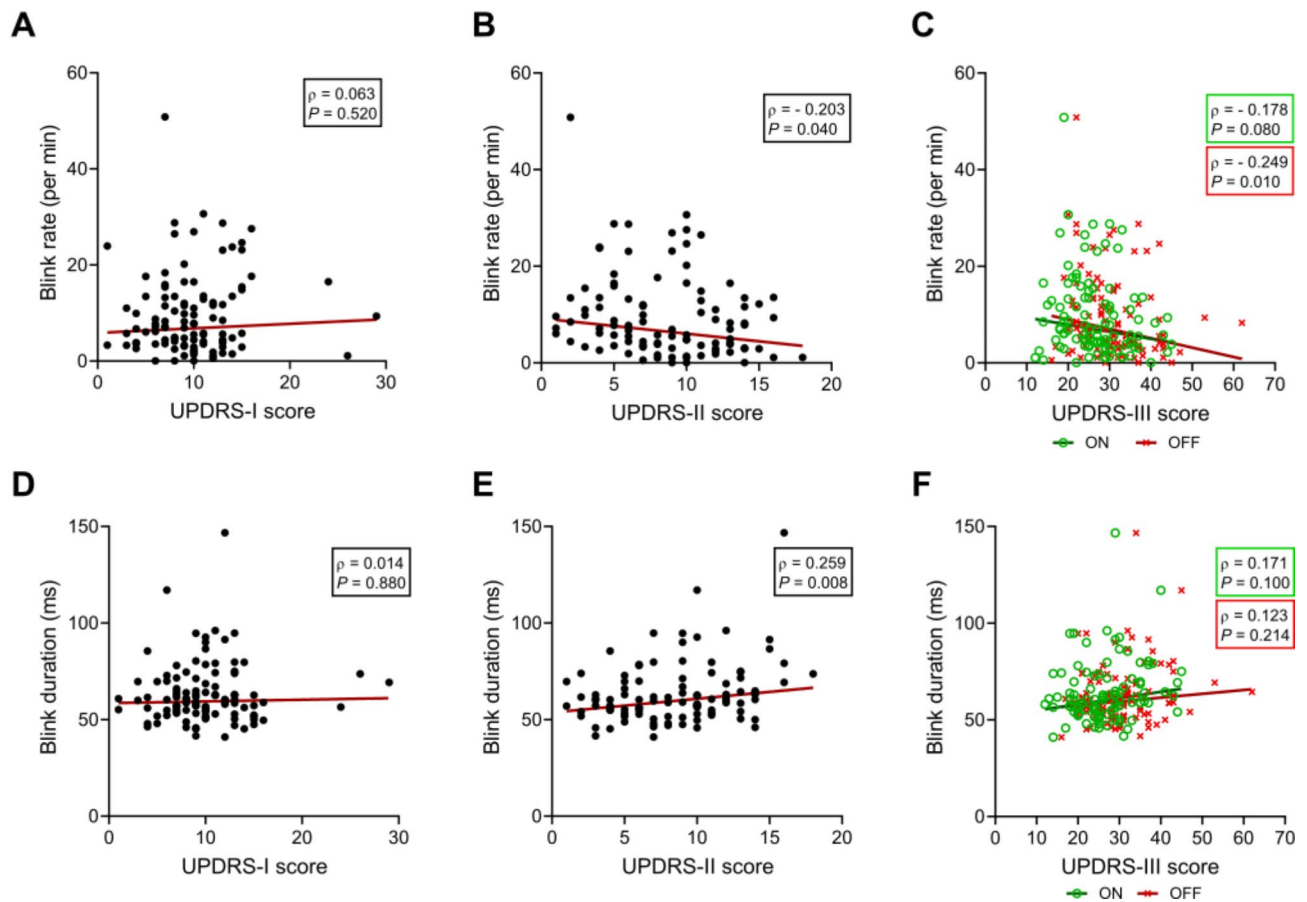 A
B
C
60
40
20
0
Blink rate (per min)
ρ = 0.063
P = 0.520
0 10 20 30
UPDRS-I score
60
40
20
0
Blink rate (per min)
ρ = - 0.203
P = 0.040
0 5 10 15 20
UPDRS-II score
60
40
20
0
Blink rate (per min)
ρ = - 0.178
P = 0.080
ρ = - 0.249
P = 0.010
0 10 20 30 40 50 60 70
UPDRS-III score
ON OFF
D
E
F
150
100
50
0
Blink duration (ms)
ρ = 0.014
P = 0.880
0 10 20 30
UPDRS-I score
150
100
50
0
Blink duration (ms)
ρ = 0.259
P = 0.008
0 5 10 15 20
UPDRS-II score
150
100
50
0
Blink duration (ms)
ρ = 0.171
P = 0.100
ρ = 0.123
P = 0.214
0 10 20 30 40 50 60 70
UPDRS-III score
ON OFF